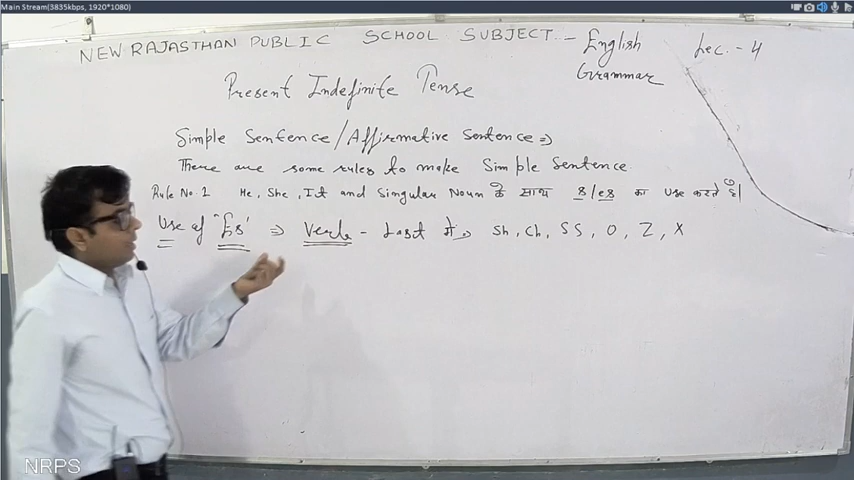 Main Stream(3835kbps, 1920*1080)
NEW RAJASTHAN PUBLIC SCHOOL SUBJECT - English Grammar
Lec. - 4
Present Indefinite Tense
Simple Sentence/Affirmative Sentence ⇒
There are some rules to make Simple Sentence
Rule No. 1 He, She, It and Singular Noun के साथ s/es का use करते है|
Use of "Es" ⇒ Verb - Last में ⇒ Sh, Ch, SS, O, Z, X
NRPS